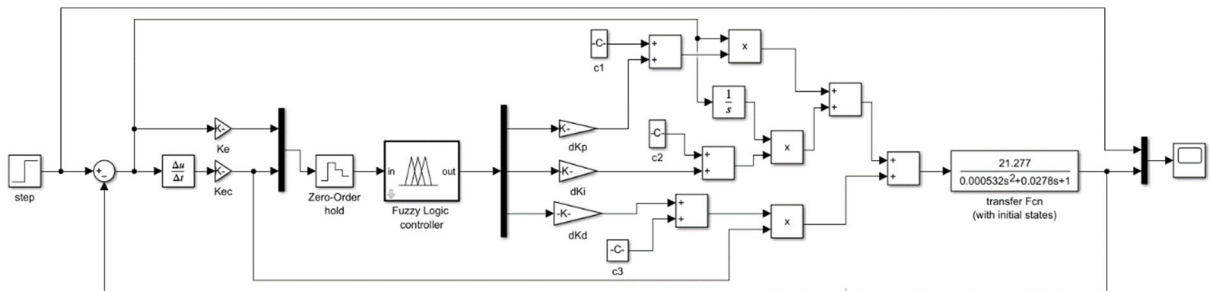 -C-
+
+
c1
x
1
s
+
+
K-
Ke
-C-
c2
+
+
x
K-
dKp
+
+
step
+
−
Δu
Δt
K-
Kec
Zero-Order
hold
in
out
Fuzzy Logic
controller
K-
dKi
-K-
dKd
-C-
c3
+
+
x
21.277
0.000532s²+0.0278s+1
transfer Fcn
(with initial states)